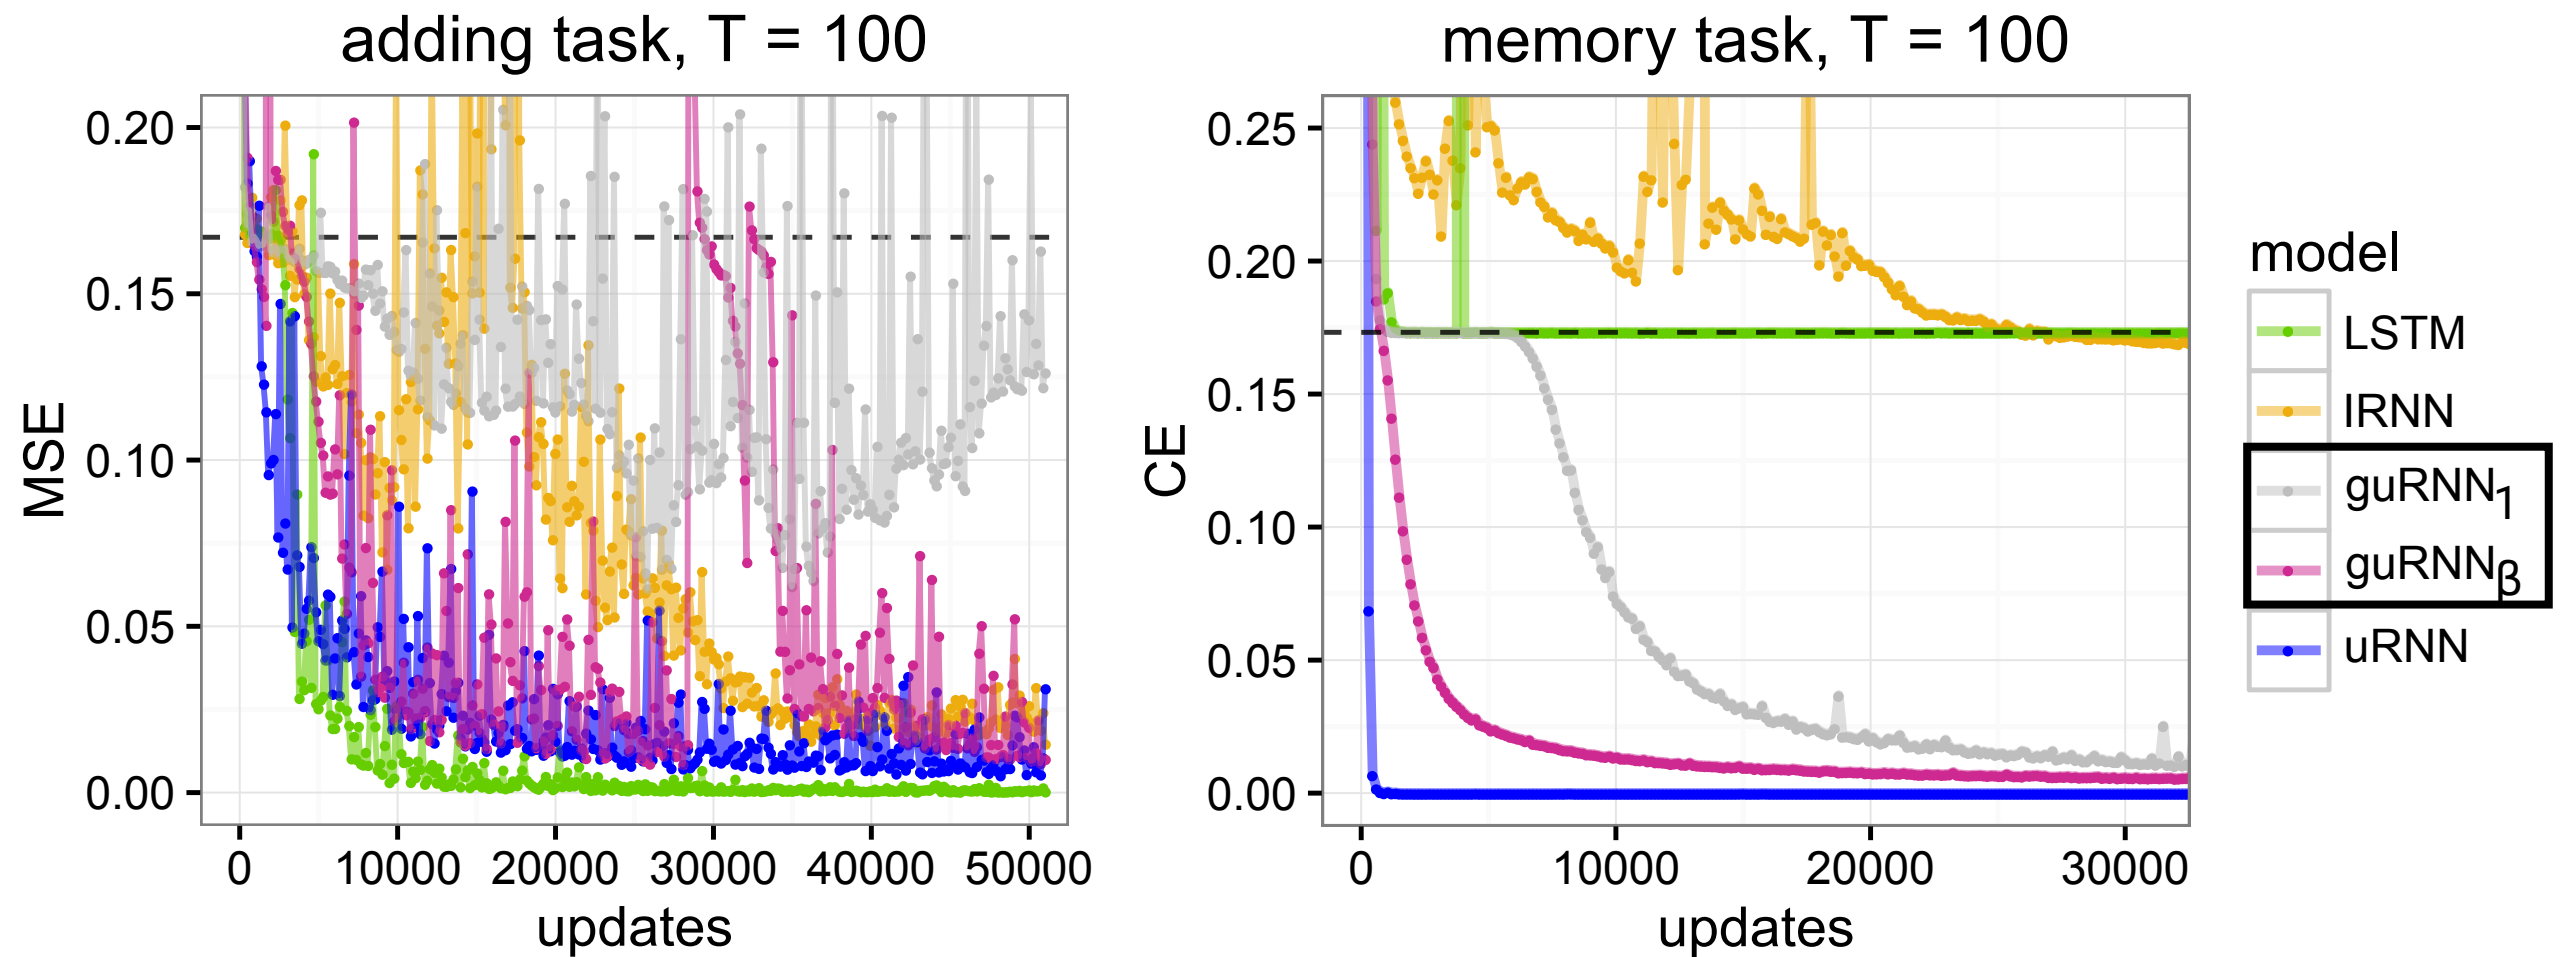 adding task, T = 100
MSE
0.20
0.15
0.10
0.05
0.00
0 10000 20000 30000 40000 50000
updates
memory task, T = 100
CE
0.25
0.20
0.15
0.10
0.05
0.00
0 10000 20000 30000
updates
model
LSTM
IRNN
guRNN1
guRNNβ
uRNN